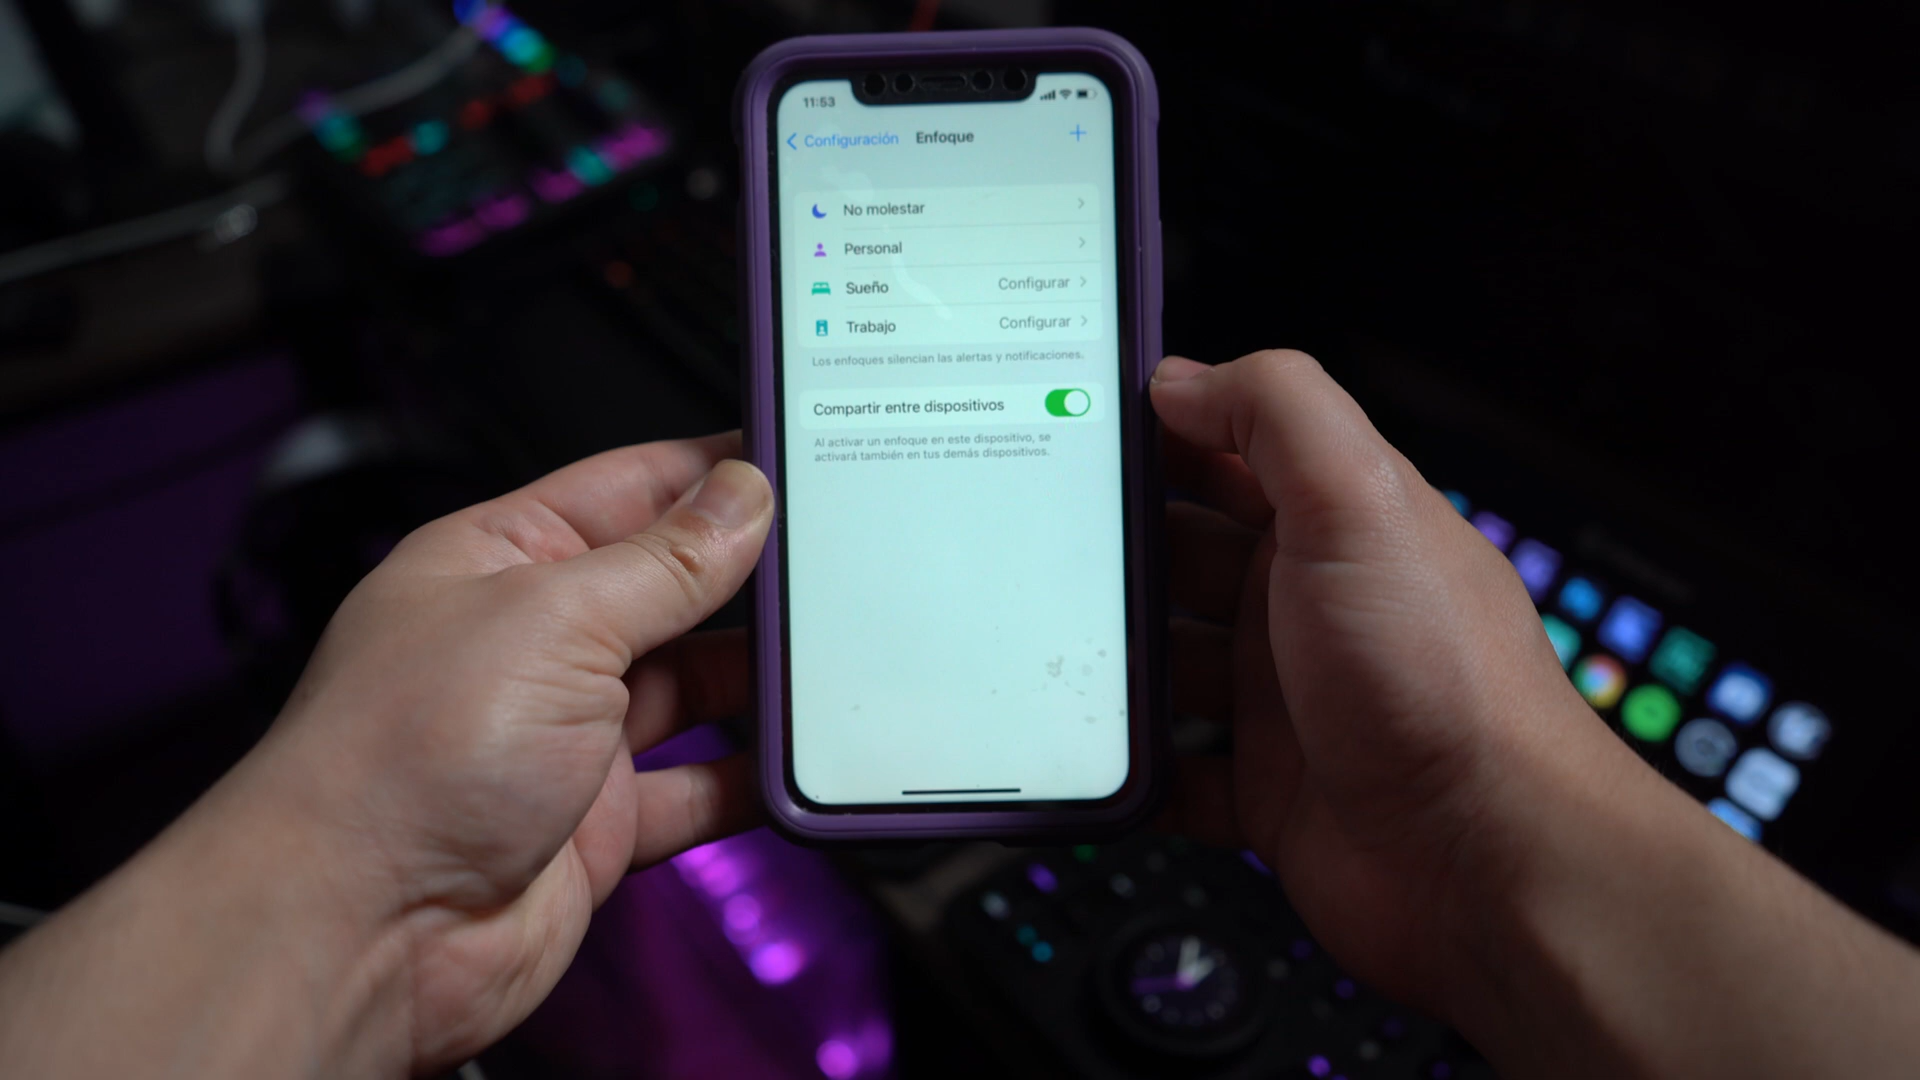 11:53
Configuración Enfoque
No molestar
Personal
Sueño Configurar
Trabajo Configurar
Los enfoques silencian las alertas y notificaciones.
Compartir entre dispositivos
Al activar un enfoque en este dispositivo, se
activará también en tus demás dispositivos.